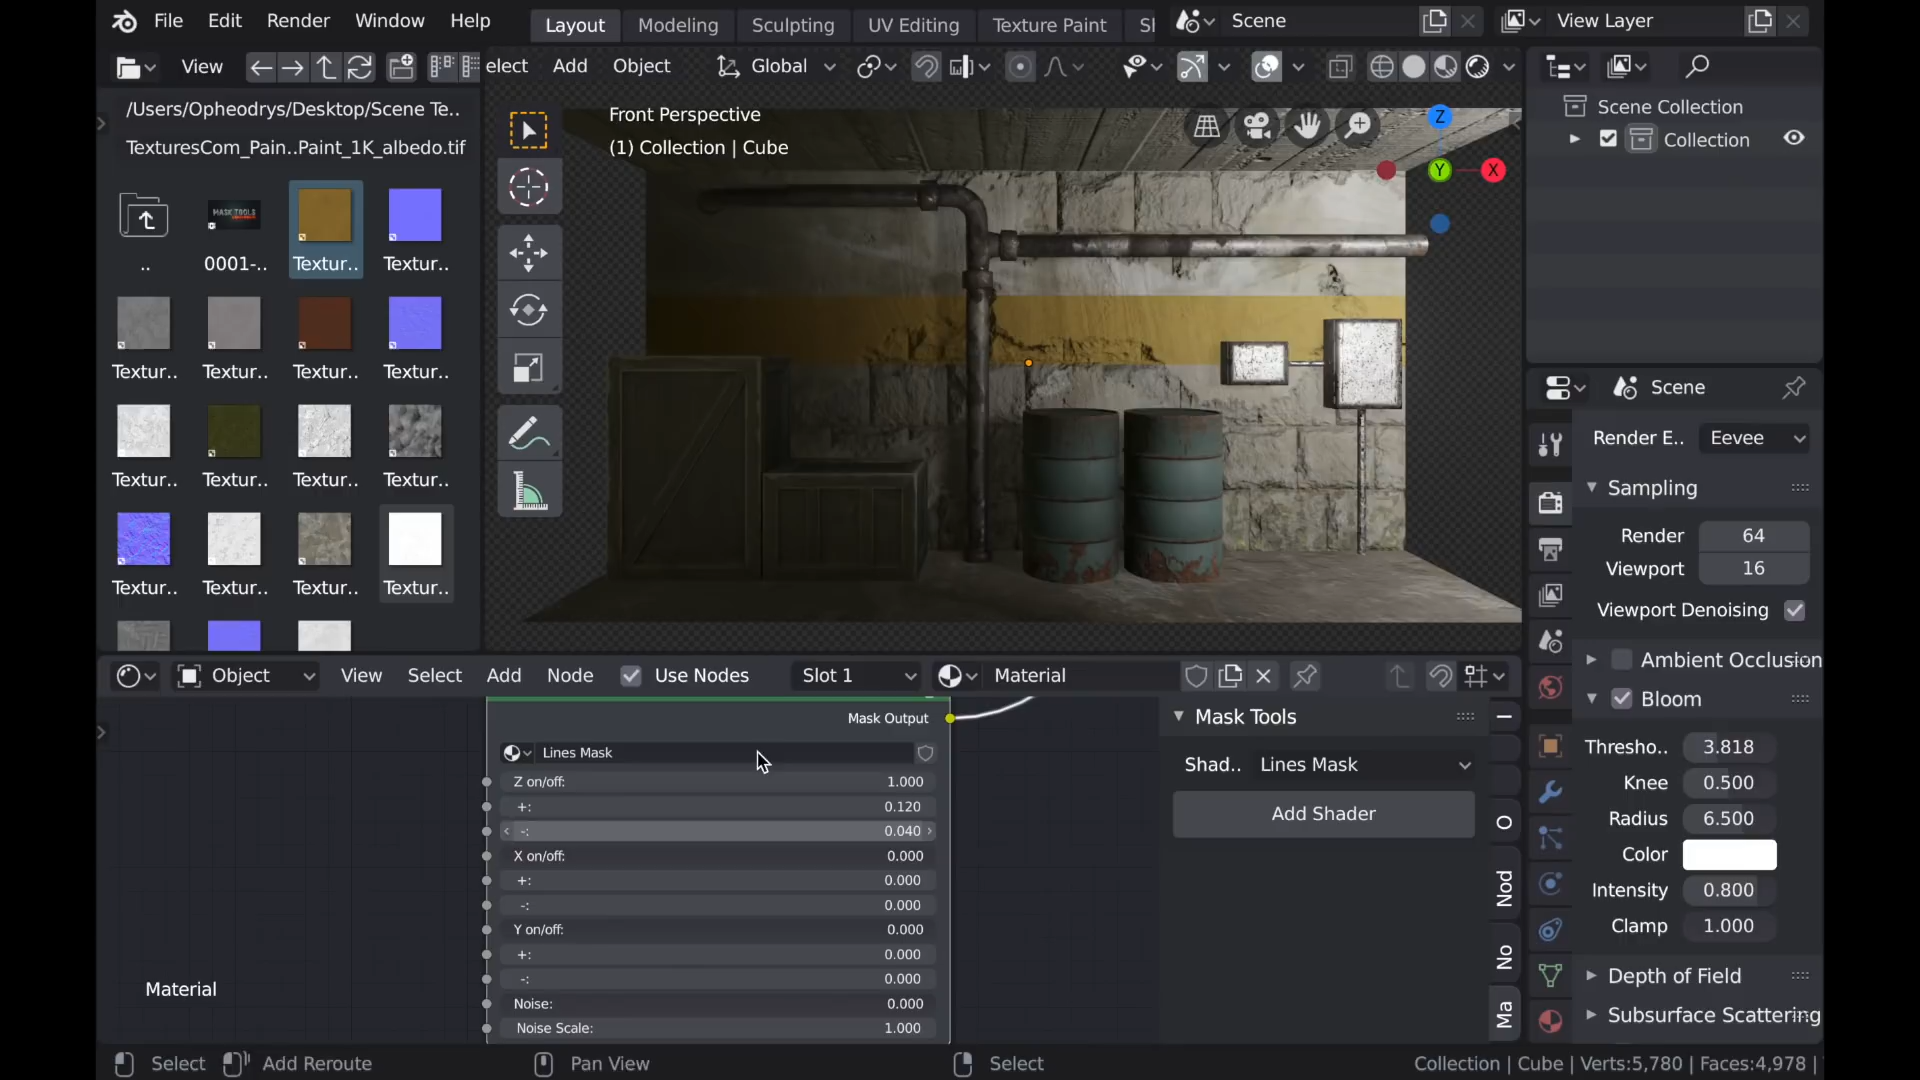 File Edit Render Window Help
Layout Modeling Sculpting UV Editing Texture Paint
Scene
View Layer
View
elect Add Object
Global
/Users/Opheodrys/Desktop/Scene Te..
TexturesCom_Pain..Paint_1K_albedo.tif
..
0001-..
Textur..
Textur..
Textur..
Textur..
Textur..
Textur..
Textur..
Textur..
Textur..
Textur..
Textur..
Textur..
Textur..
Textur..
MASK TOOLS
Front Perspective
(1) Collection | Cube
Z
Y
X
Scene Collection
Collection
Scene
Render E.. Eevee
Sampling
Render 64
Viewport 16
Viewport Denoising
Ambient Occlusion
Bloom
Thresho.. 3.818
Knee 0.500
Radius 6.500
Color
Intensity 0.800
Clamp 1.000
Depth of Field
Subsurface Scattering
Object View Select Add Node Use Nodes Slot 1 Material
Mask Output
Lines Mask
Z on/off: 1.000
+: 0.120
-: 0.040
X on/off: 0.000
+: 0.000
-: 0.000
Y on/off: 0.000
+: 0.000
-: 0.000
Noise: 0.000
Noise Scale: 1.000
Material
Mask Tools
Shad.. Lines Mask
Add Shader
O
Nod
No
Ma
Select Add Reroute Pan View Select
Collection | Cube | Verts:5,780 | Faces:4,978 |